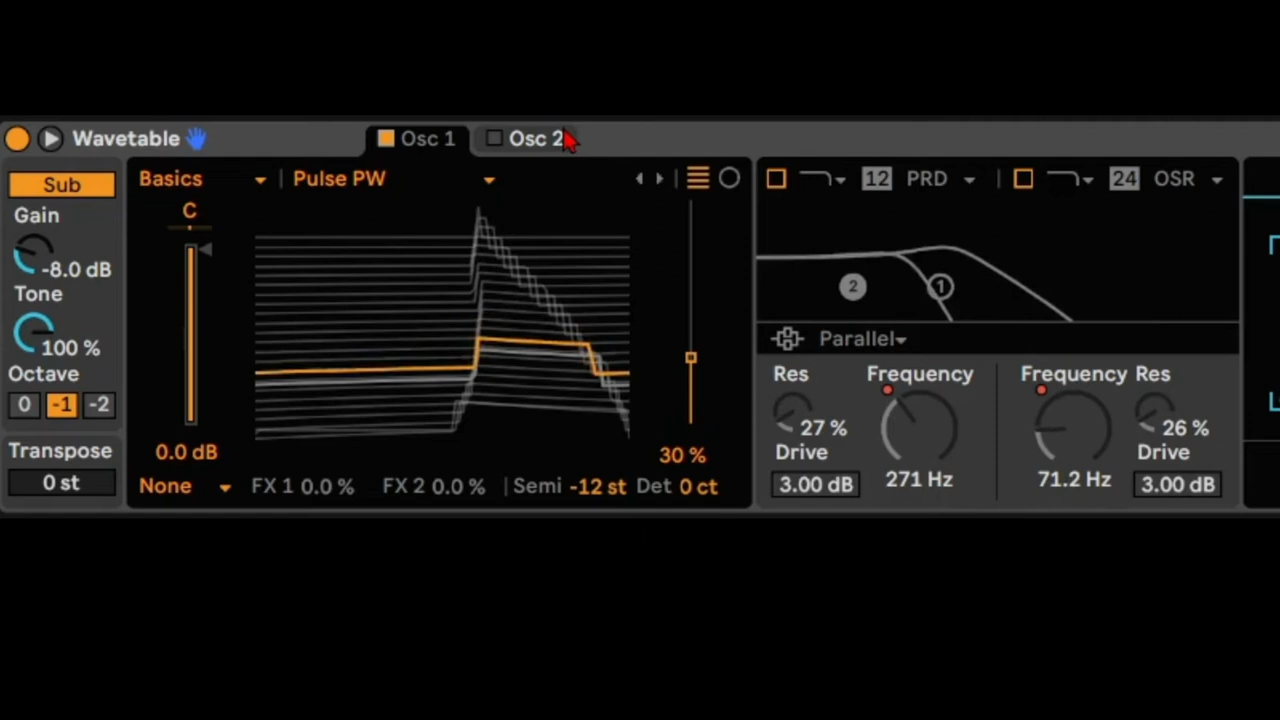 Wavetable Osc 1 Osc 2
Sub
Gain
-8.0 dB
Tone
100 %
Octave
0 -1 -2
Transpose
0 st
Basics Pulse PW
C
0.0 dB
30 %
None FX 1 0.0 % FX 2 0.0 % Semi -12 st Det 0 ct
12 PRD 24 OSR
2 1
Parallel
Res Frequency Frequency Res
27 % 26 %
Drive Drive
3.00 dB 271 Hz 71.2 Hz 3.00 dB